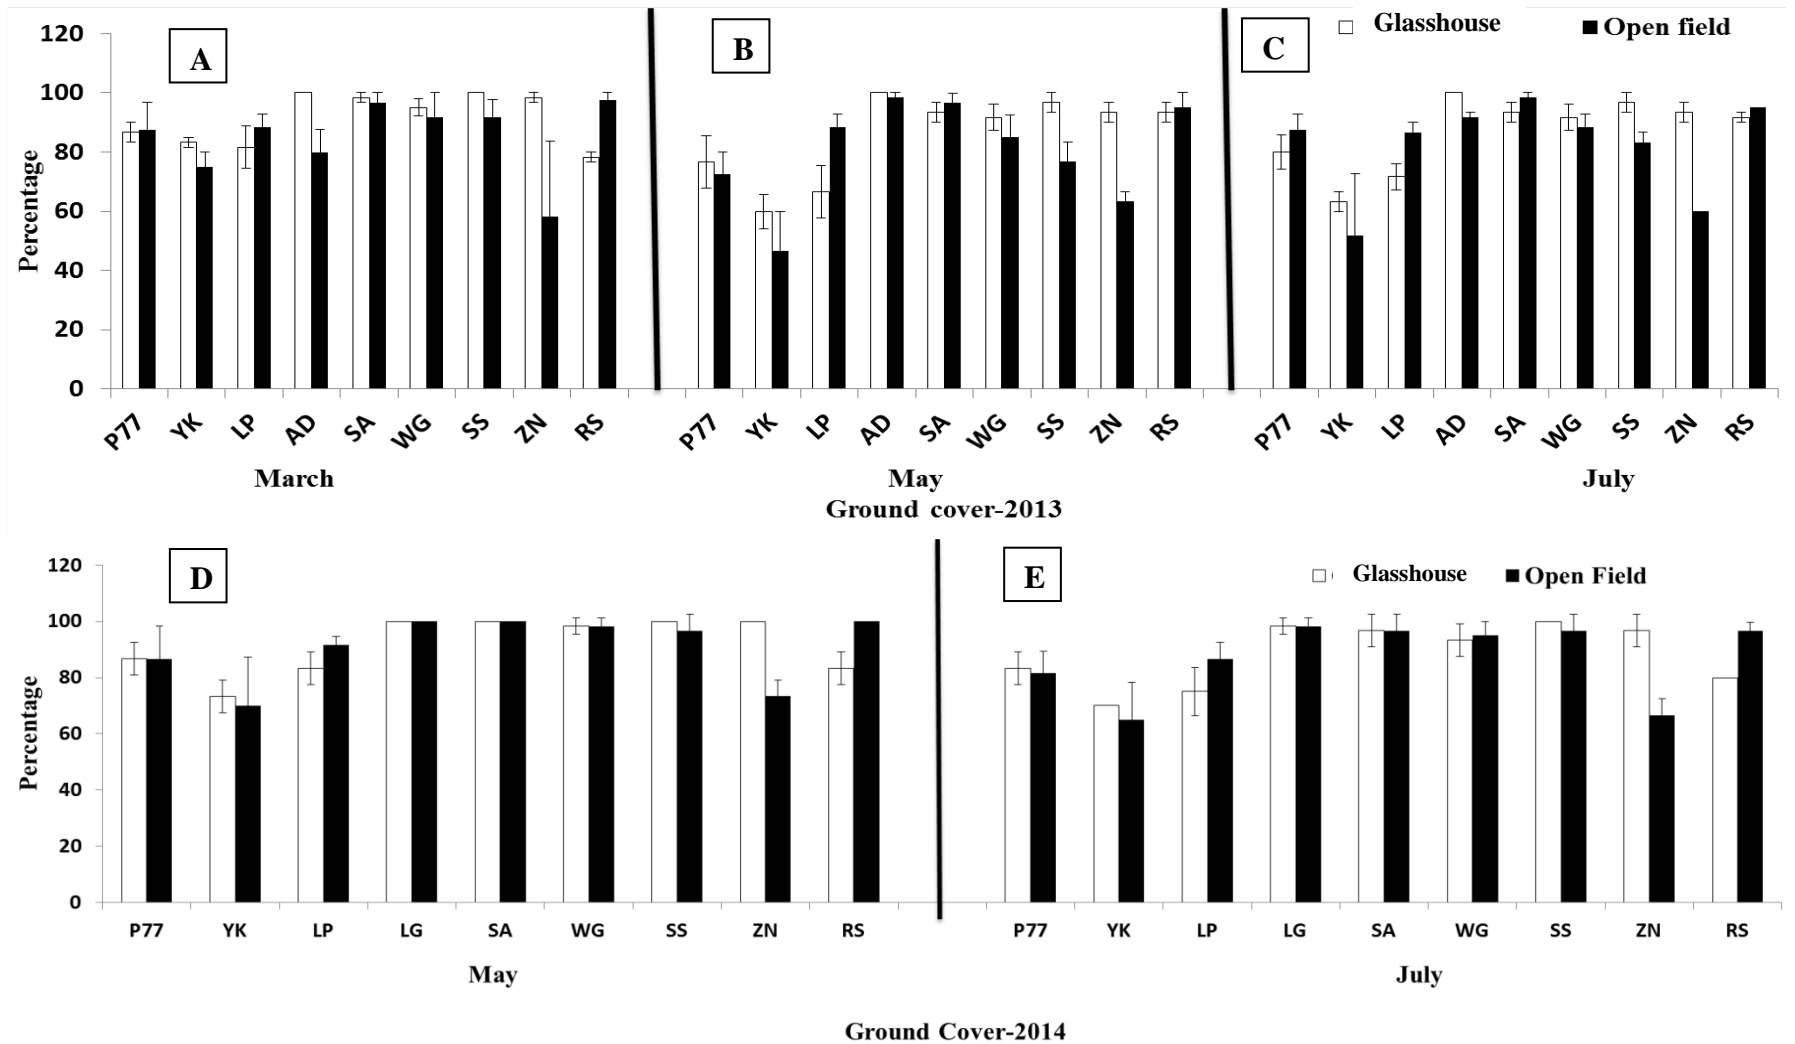 A
B
C
Glasshouse
Open field
Percentage
120
100
80
60
40
20
0
P77 YK LP AD SA WG SS ZN RS
P77 YK LP AD SA WG SS ZN RS
P77 YK LP AD SA WG SS ZN RS
March
May
July
Ground cover-2013
D
E
Glasshouse
Open Field
Percentage
120
100
80
60
40
20
0
P77 YK LP LG SA WG SS ZN RS
P77 YK LP LG SA WG SS ZN RS
May
July
Ground Cover-2014